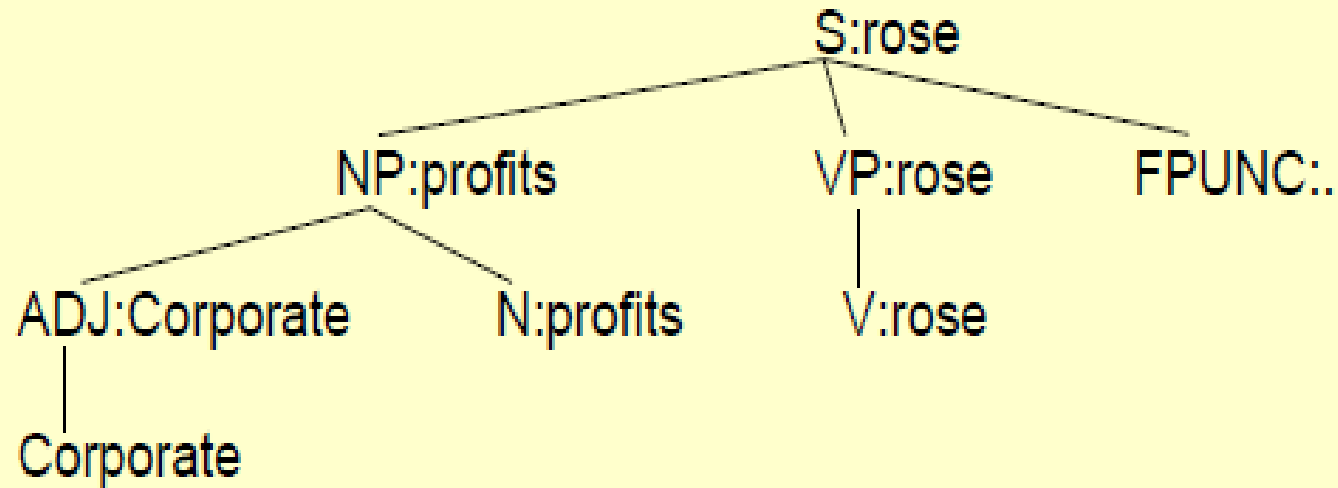 S:rose
NP:profits VP:rose FPUNC:.
ADJ:Corporate N:profits V:rose
Corporate